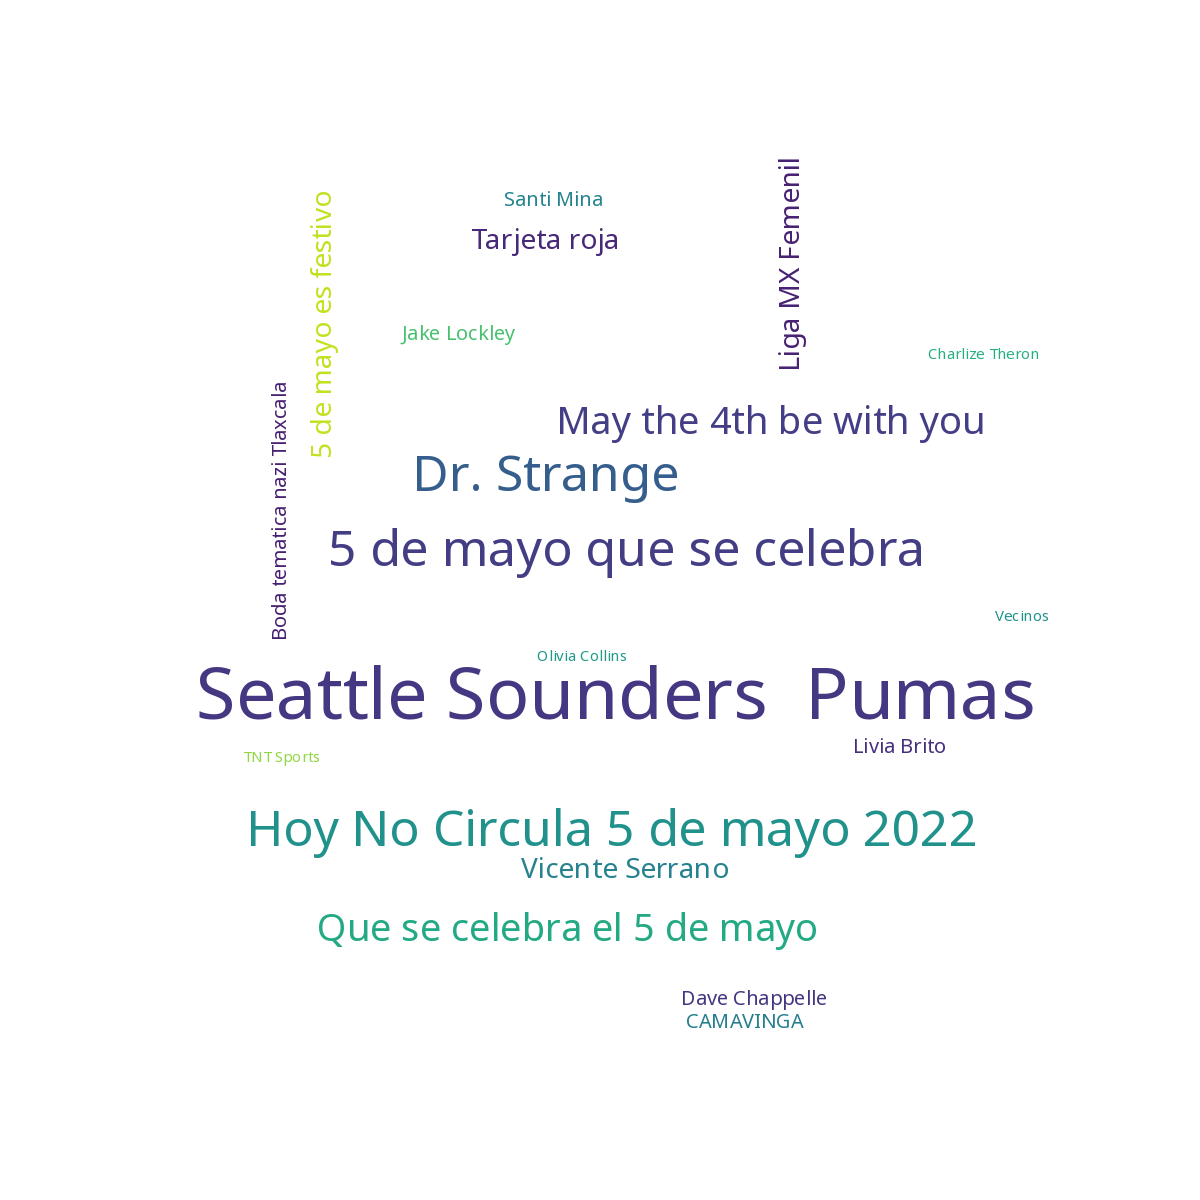 Santi Mina
Tarjeta roja
Liga MX Femenil
5 de mayo es festivo
Jake Lockley
Charlize Theron
Boda tematica nazi Tlaxcala
May the 4th be with you
Dr. Strange
5 de mayo que se celebra
Vecinos
Olivia Collins
Seattle Sounders  Pumas
Livia Brito
TNT Sports
Hoy No Circula 5 de mayo 2022
Vicente Serrano
Que se celebra el 5 de mayo
Dave Chappelle
CAMAVINGA